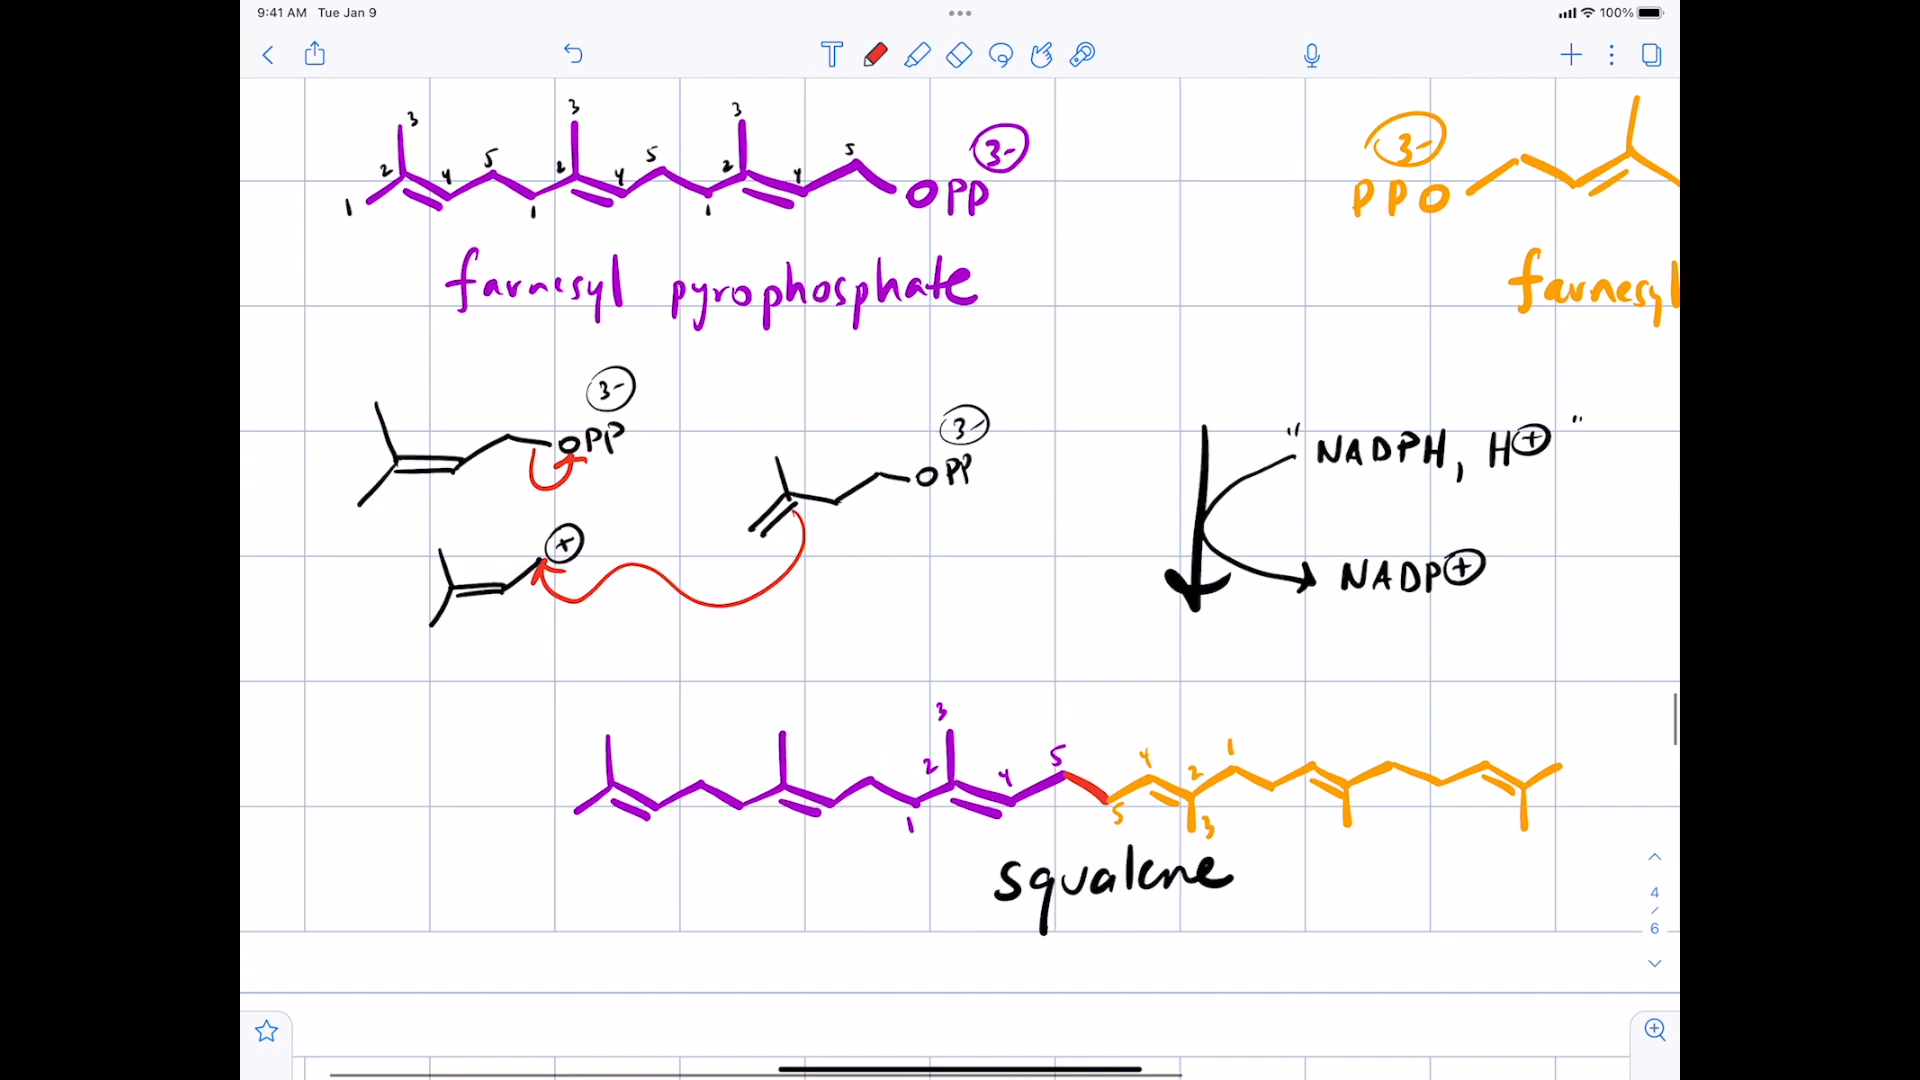 9:41 AM Tue Jan 9
100%
3 3 3 3-
2 4 5 2 4 5 2 4 5 OPP
1 1 1
farnesyl pyrophosphate
3-
PPO
farnesyl
3-
OPP
3-
OPP
+
"NADPH, H+"
NADP+
3
2 4 5 4 2 1
1 5 3
squalene
4
/
6